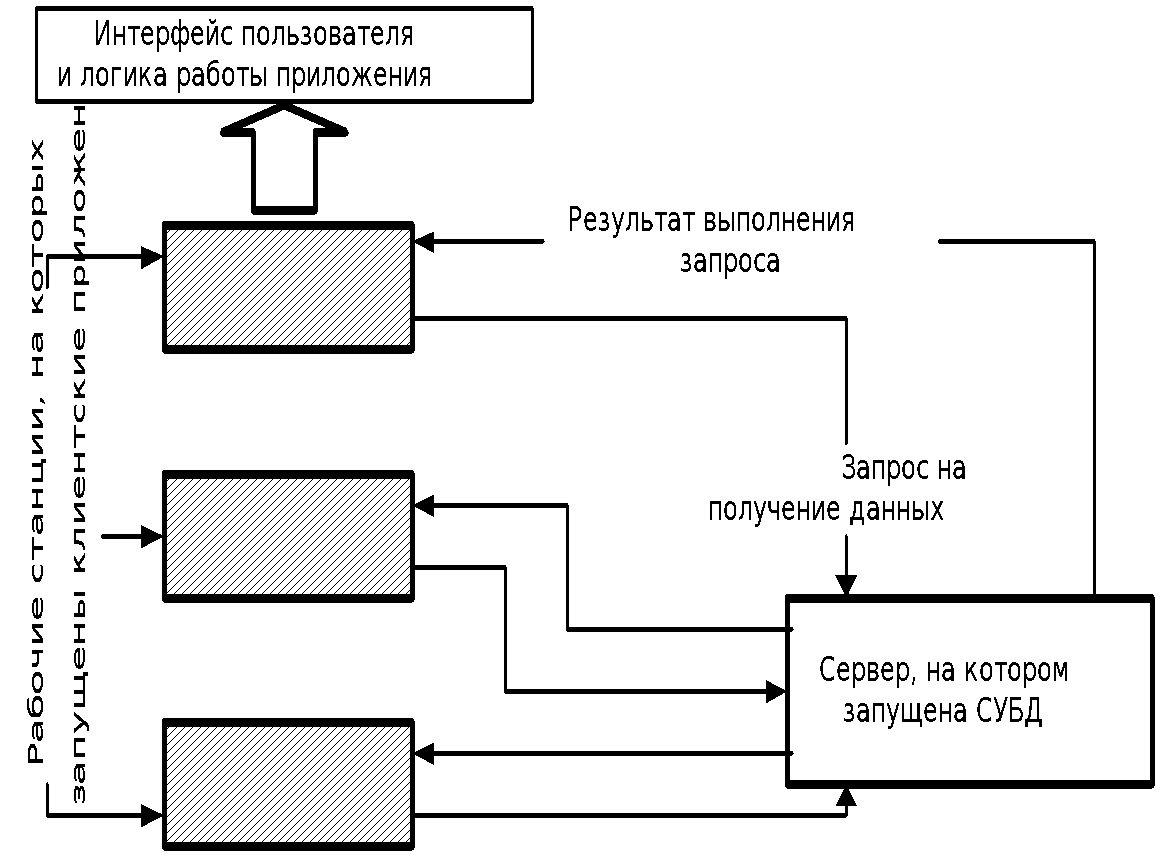 Интерфейс пользователя
и логика работы приложения
Рабочие станции, на которых
запущены клиентские приложен
Результат выполнения
запроса
Запрос на
получение данных
Сервер, на котором
запущена СУБД